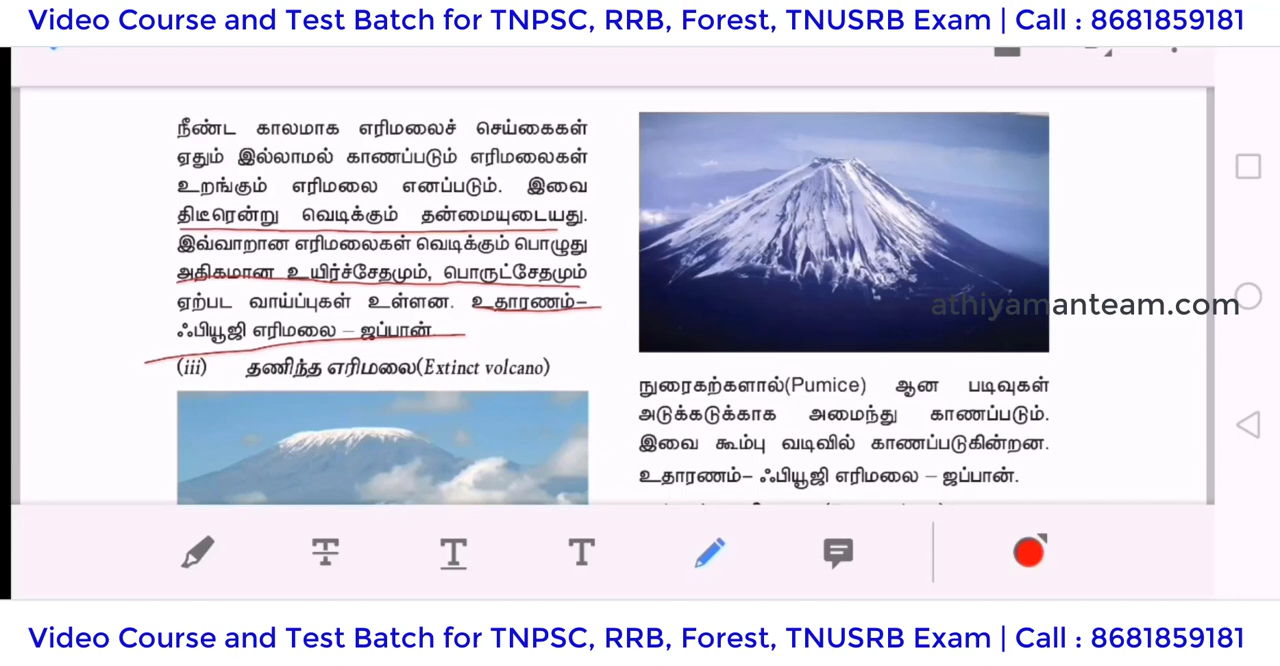 Video Course and Test Batch for TNPSC, RRB, Forest, TNUSRB Exam | Call : 8681859181
நீண்ட காலமாக எரிமலைச் செய்கைகள்
ஏதும் இல்லாமல் காணப்படும் எரிமலைகள்
உறங்கும் எரிமலை எனப்படும். இவை
திடீரென்று வெடிக்கும் தன்மையுடையது.
இவ்வாறான எரிமலைகள் வெடிக்கும் பொழுது
அதிகமான உயிர்ச்சேதமும், பொருட்சேதமும்
ஏற்பட வாய்ப்புகள் உள்ளன. உதாரணம்–
ஃபியூஜி எரிமலை – ஜப்பான்
(iii) தணிந்த எரிமலை(Extinct volcano)
athiyamanteam.com
நுரைகற்களால்(Pumice) ஆன படிவுகள்
அடுக்கடுக்காக அமைந்து காணப்படும்.
இவை கூம்பு வடிவில் காணப்படுகின்றன.
உதாரணம்– ஃபியூஜி எரிமலை – ஜப்பான்.
Video Course and Test Batch for TNPSC, RRB, Forest, TNUSRB Exam | Call : 8681859181